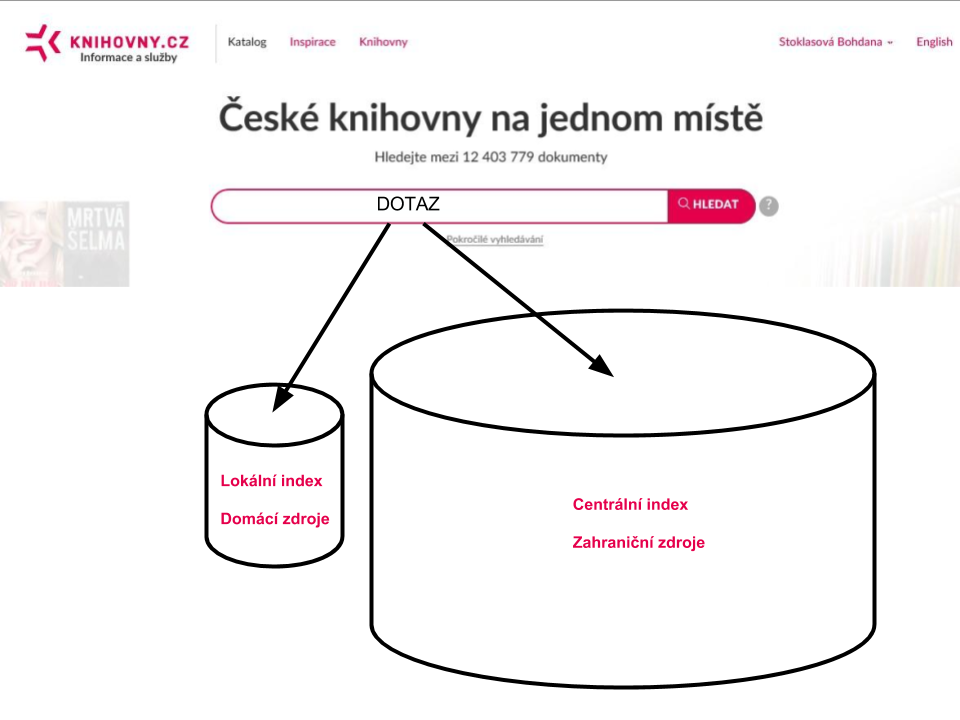 KNIHOVNY.CZ
Informace a služby
Katalog Inspirace Knihovny
Stoklasová Bohdana English
České knihovny na jednom místě
Hledejte mezi 12 403 779 dokumenty
DOTAZ
HLEDAT ?
Pokročilé vyhledávání
MRTVÁ
SELMA
Lokální index
Domácí zdroje
Centrální index
Zahraniční zdroje